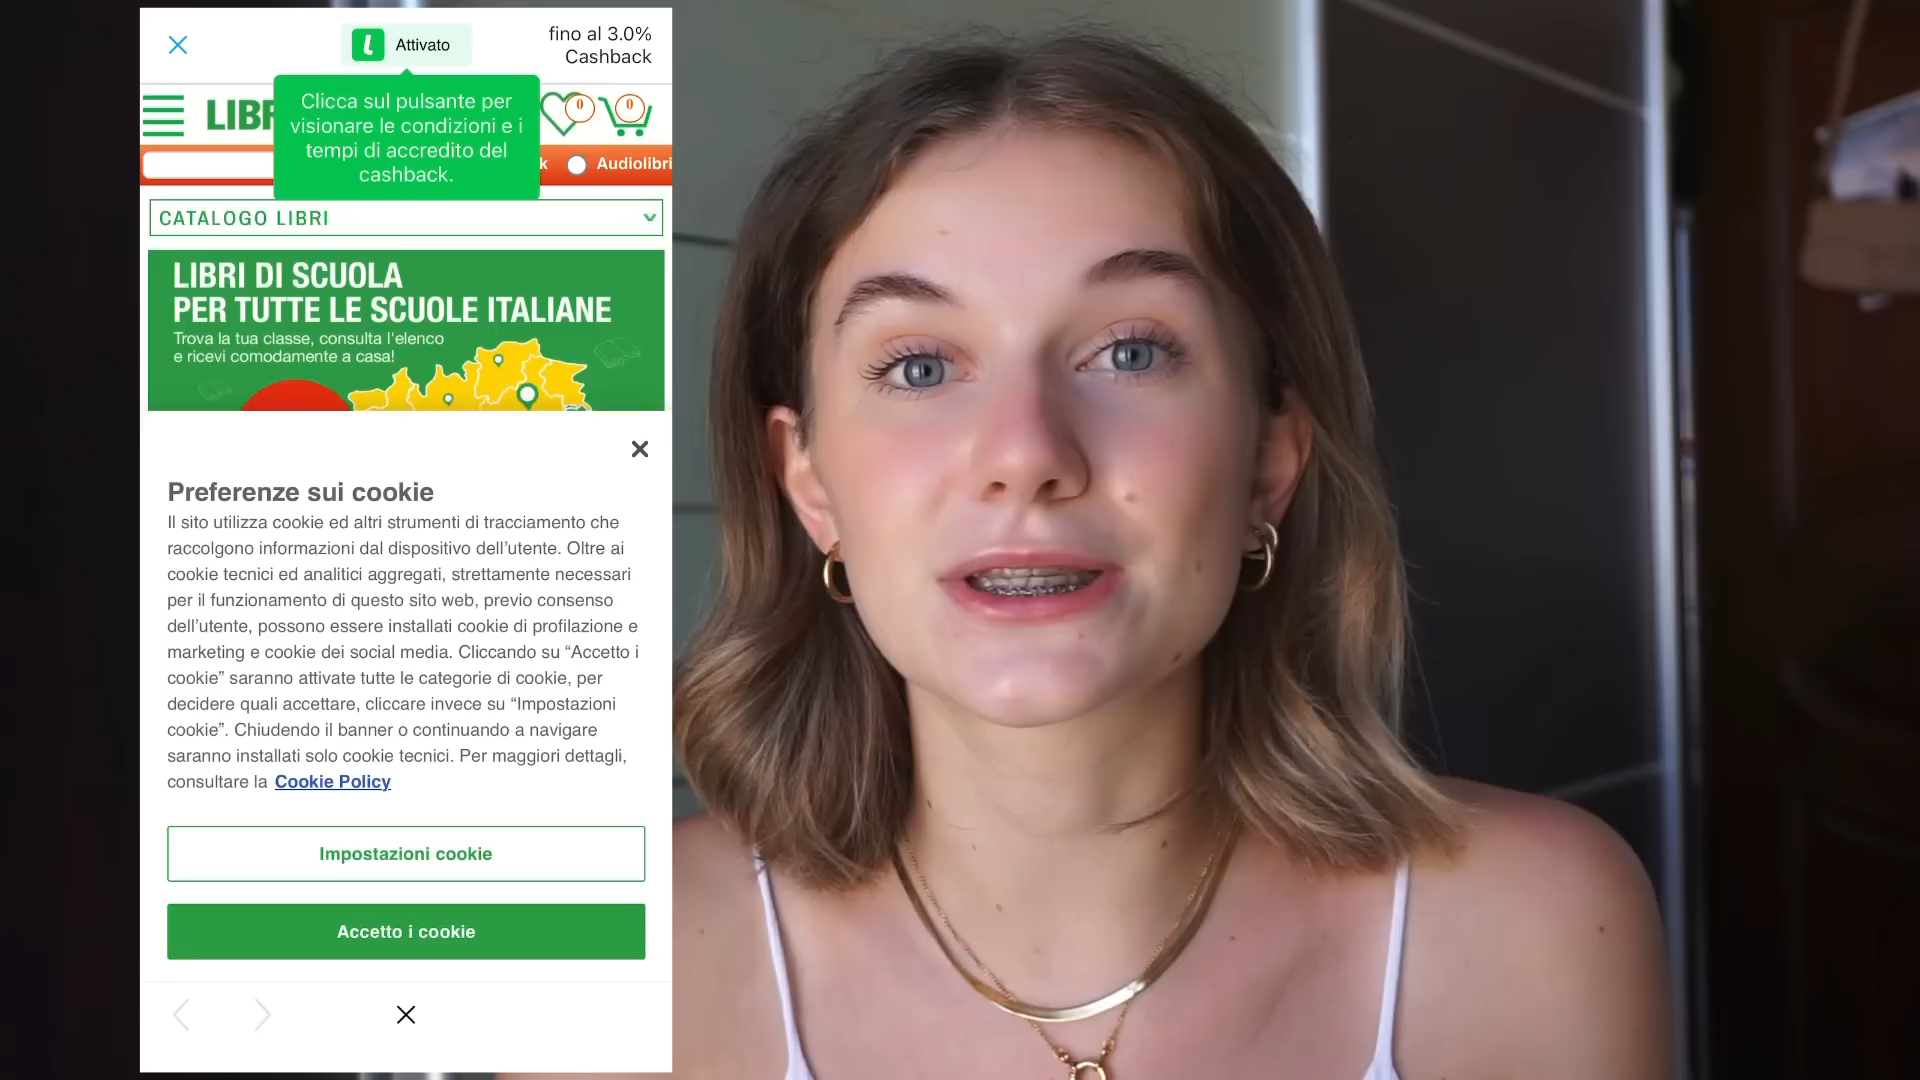 Attivato
fino al 3.0%
Cashback
Clicca sul pulsante per
visionare le condizioni e i
tempi di accredito del
cashback.
0
0
Audiolibri
CATALOGO LIBRI
LIBRI DI SCUOLA
PER TUTTE LE SCUOLE ITALIANE
Trova la tua classe, consulta l'elenco
e ricevi comodamente a casa!
Preferenze sui cookie
Il sito utilizza cookie ed altri strumenti di tracciamento che
raccolgono informazioni dal dispositivo dell’utente. Oltre ai
cookie tecnici ed analitici aggregati, strettamente necessari
per il funzionamento di questo sito web, previo consenso
dell’utente, possono essere installati cookie di profilazione e
marketing e cookie dei social media. Cliccando su “Accetto i
cookie” saranno attivate tutte le categorie di cookie, per
decidere quali accettare, cliccare invece su “Impostazioni
cookie”. Chiudendo il banner o continuando a navigare
saranno installati solo cookie tecnici. Per maggiori dettagli,
consultare la Cookie Policy
Impostazioni cookie
Accetto i cookie